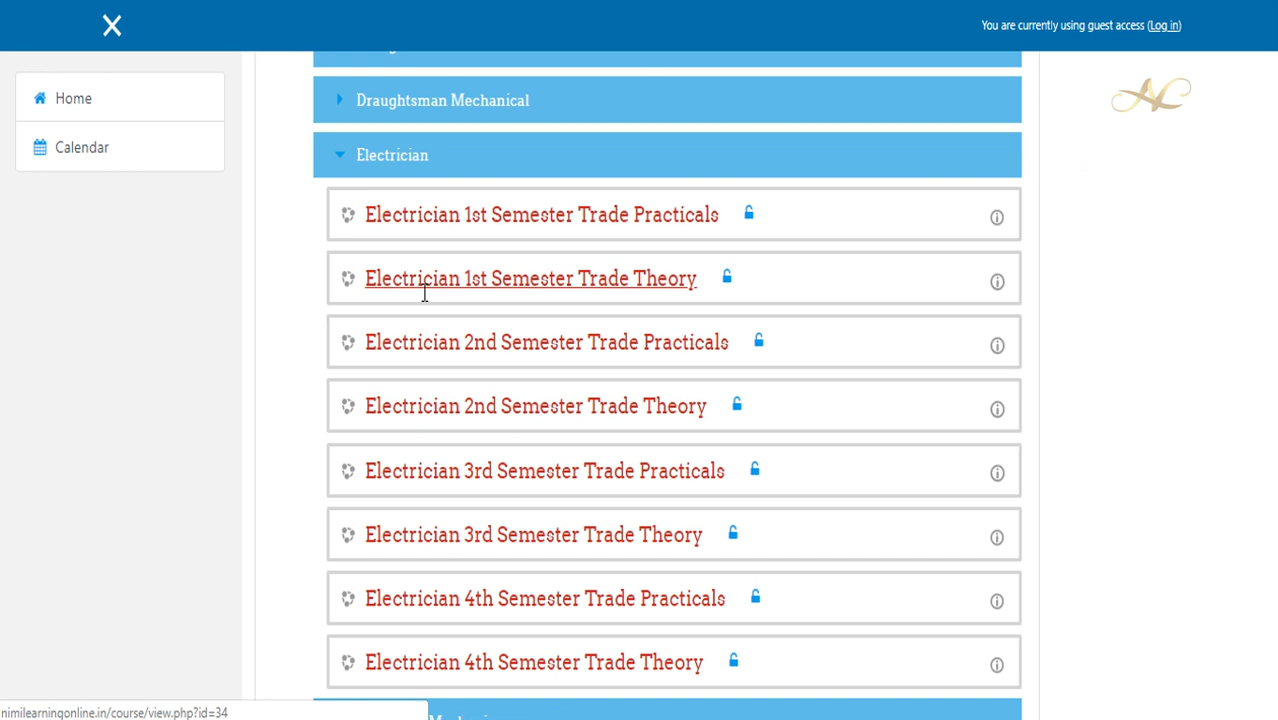 You are currently using guest access (Log in)
Home
Calendar
Draughtsman Mechanical
Electrician
Electrician 1st Semester Trade Practicals
Electrician 1st Semester Trade Theory
Electrician 2nd Semester Trade Practicals
Electrician 2nd Semester Trade Theory
Electrician 3rd Semester Trade Practicals
Electrician 3rd Semester Trade Theory
Electrician 4th Semester Trade Practicals
Electrician 4th Semester Trade Theory
nimilearningonline.in/course/view.php?id=34